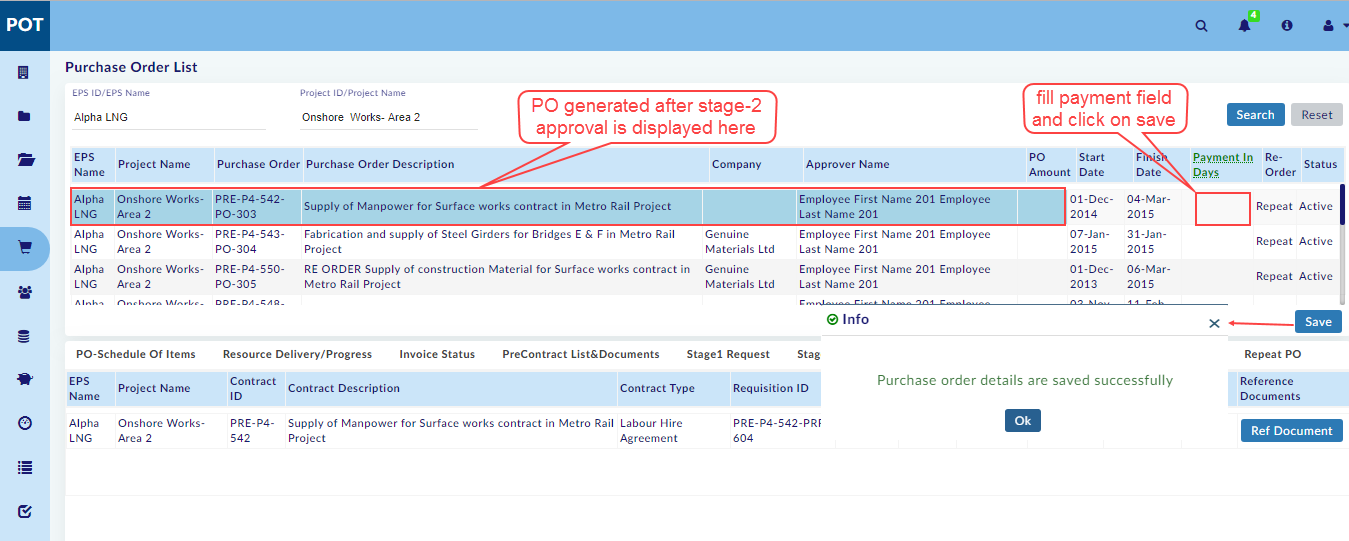 POT
4
Purchase Order List
EPS ID/EPS Name
Project ID/Project Name
Alpha LNG
Onshore Works- Area 2
PO generated after stage-2
approval is displayed here
fill payment field
and click on save
Search
Reset
EPS
Name
Project Name
Purchase Order
Purchase Order Description
Company
Approver Name
PO
Amount
Start
Date
Finish
Date
Payment In
Days
Re-
Order
Status
Alpha
LNG
Onshore Works-
Area 2
PRE-P4-542-
PO-303
Supply of Manpower for Surface works contract in Metro Rail Project
Employee First Name 201 Employee
Last Name 201
01-Dec-
2014
04-Mar-
2015
Repeat
Active
Alpha
LNG
Onshore Works-
Area 2
PRE-P4-543-
PO-304
Fabrication and supply of Steel Girders for Bridges E & F in Metro Rail
Project
Genuine
Materials Ltd
Employee First Name 201 Employee
Last Name 201
07-Jan-
2015
31-Jan-
2015
Repeat
Active
Alpha
LNG
Onshore Works-
Area 2
PRE-P4-550-
PO-305
RE ORDER Supply of construction Material for Surface works contract in
Metro Rail Project
Genuine
Materials Ltd
Employee First Name 201 Employee
Last Name 201
01-Dec-
2013
06-Mar-
2015
Repeat
Active
Alpha
Onshore Works-
PRE-P4-548-
Employee First Name 201 Employee
03-Nov-
11-Feb-
Info
Save
Purchase order details are saved successfully
Ok
PO-Schedule Of Items
Resource Delivery/Progress
Invoice Status
PreContract List&Documents
Stage1 Request
Stag
Repeat PO
EPS
Name
Project Name
Contract
ID
Contract Description
Contract Type
Requisition ID
Reference
Documents
Alpha
LNG
Onshore Works-
Area 2
PRE-P4-
542
Supply of Manpower for Surface works contract in Metro Rail
Project
Labour Hire
Agreement
PRE-P4-542-PRF
604
Ref Document